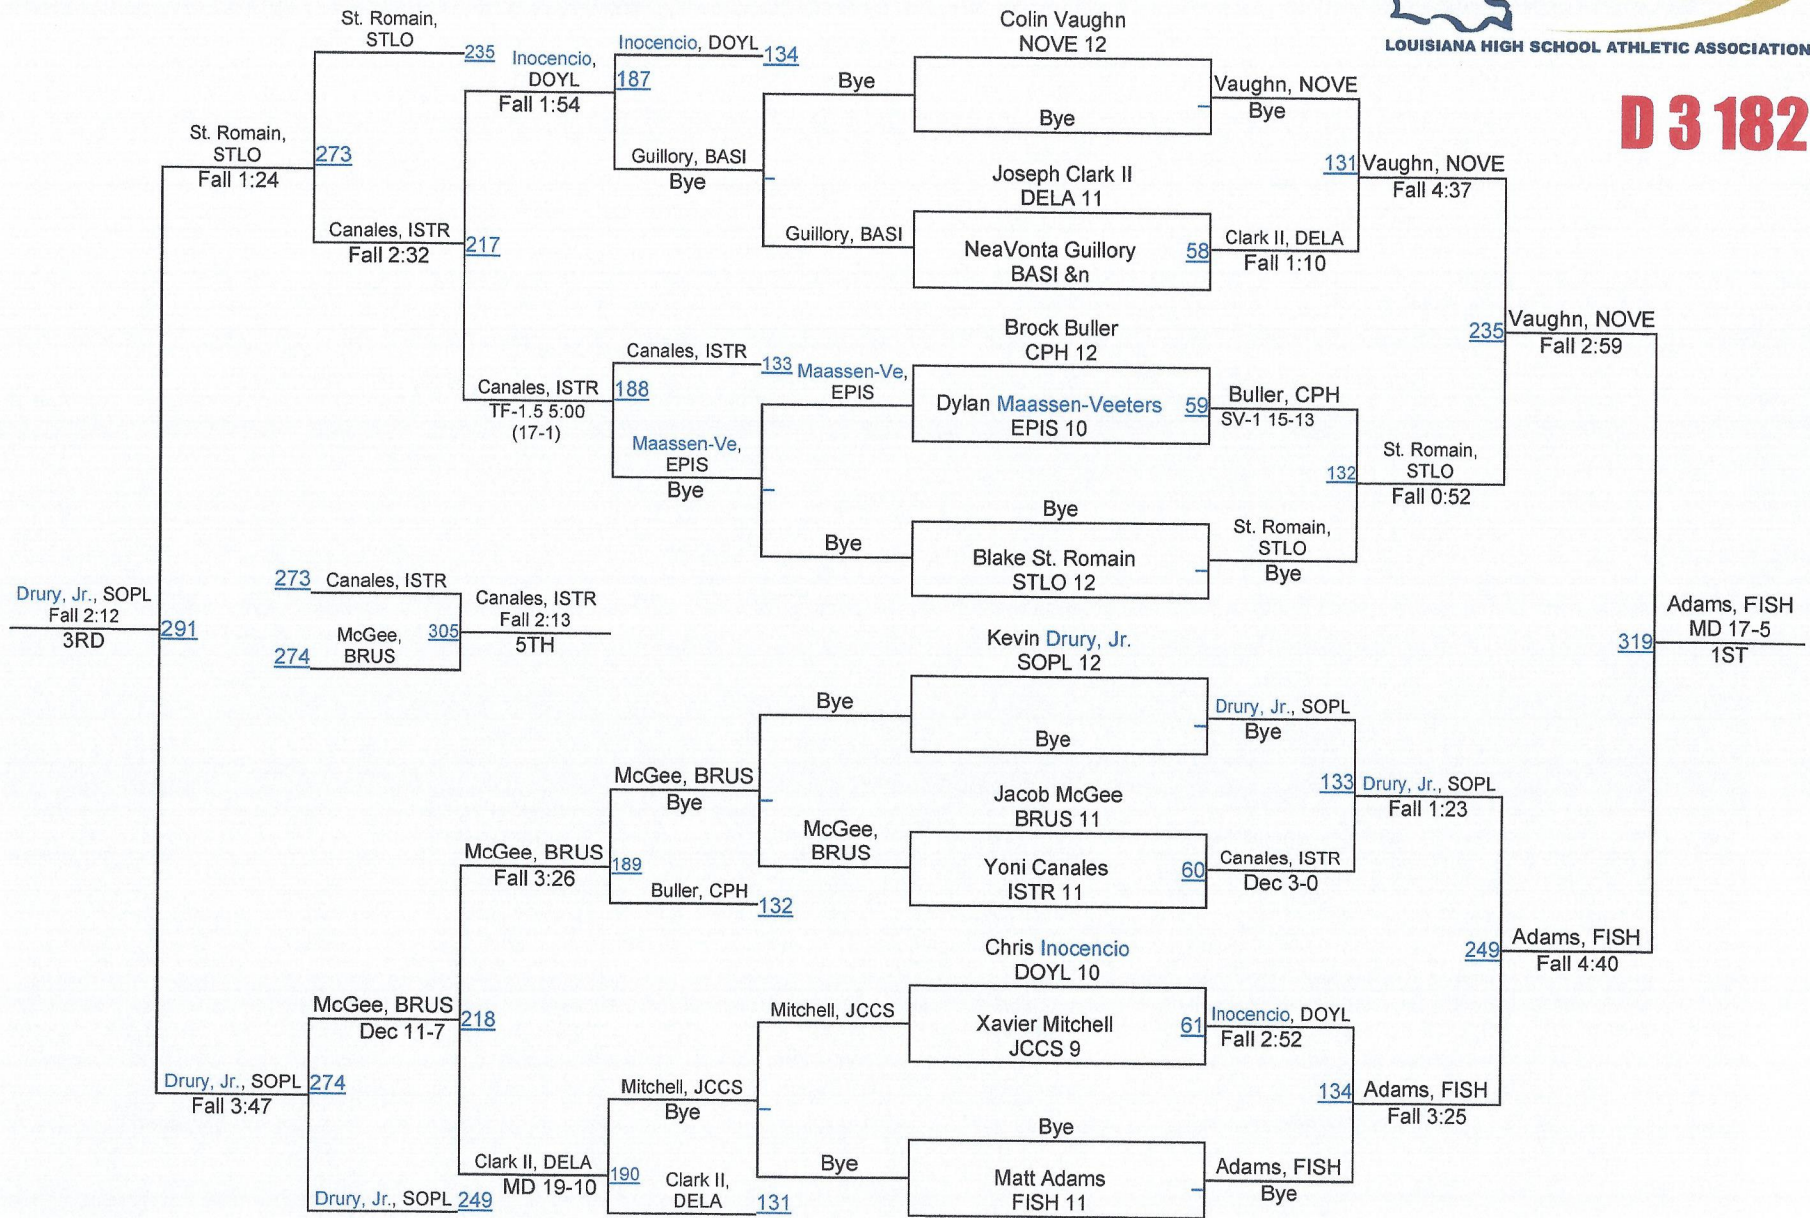 LOUISIANA HIGH SCHOOL ATHLETIC ASSOCIATION
D 3 182
Colin Vaughn
NOVE 12
Bye
Joseph Clark II
DELA 11
NeaVonta Guillory
BASI &n
58
Brock Buller
CPH 12
Dylan Maassen-Veeters
EPIS 10
59
Bye
Blake St. Romain
STLO 12
Kevin Drury, Jr.
SOPL 12
Bye
Jacob McGee
BRUS 11
Yoni Canales
ISTR 11
60
Chris Inocencio
DOYL 10
Xavier Mitchell
JCCS 9
61
Bye
Matt Adams
FISH 11
Vaughn, NOVE
Bye
Clark II, DELA
Fall 1:10
131
Buller, CPH
SV-1 15-13
St. Romain,
STLO
Bye
132
Drury, Jr., SOPL
Bye
Canales, ISTR
Dec 3-0
133
Inocencio, DOYL
Fall 2:52
Adams, FISH
Bye
134
Vaughn, NOVE
Fall 4:37
St. Romain,
STLO
Fall 0:52
235
Drury, Jr., SOPL
Fall 1:23
Adams, FISH
Fall 3:25
249
Vaughn, NOVE
Fall 2:59
Adams, FISH
Fall 4:40
319
Adams, FISH
MD 17-5
1ST
Bye
Guillory, BASI
Maassen-Ve,
EPIS
Bye
Bye
McGee,
BRUS
Mitchell, JCCS
Bye
Inocencio, DOYL
134
Guillory, BASI
Bye
187
Canales, ISTR
133
Maassen-Ve,
EPIS
Bye
188
McGee, BRUS
Bye
Buller, CPH
132
189
Mitchell, JCCS
Bye
Clark II,
DELA
131
190
Inocencio,
DOYL
Fall 1:54
Canales, ISTR
TF-1.5 5:00
(17-1)
217
McGee, BRUS
Fall 3:26
Clark II, DELA
MD 19-10
218
St. Romain,
STLO
235
Canales, ISTR
Fall 2:32
273
McGee, BRUS
Dec 11-7
Drury, Jr., SOPL
249
274
St. Romain,
STLO
Fall 1:24
Drury, Jr., SOPL
Fall 3:47
291
Drury, Jr., SOPL
Fall 2:12
3RD
273
Canales, ISTR
274
McGee,
BRUS
305
Canales, ISTR
Fall 2:13
5TH